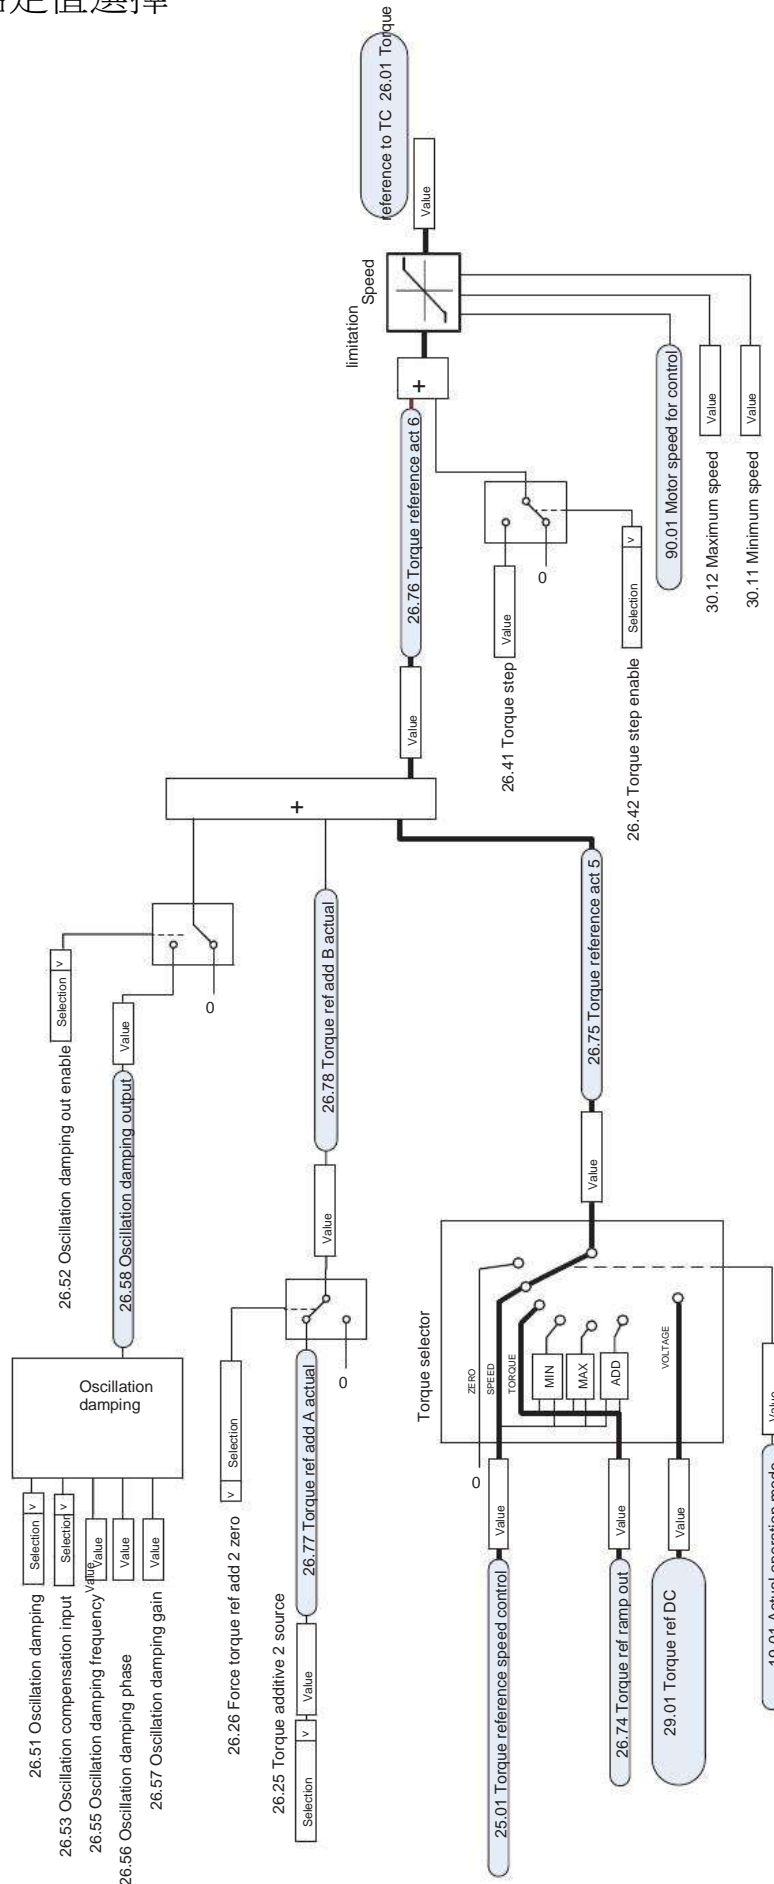 定值選擇
reference to TC 26.01 Torque
Value
Speed
limitation
+
26.76 Torque reference act 6
Value
0
26.41 Torque step
Value
Selection
v
26.42 Torque step enable
90.01 Motor speed for control
Value
30.12 Maximum speed
Value
30.11 Minimum speed
+
Selection
v
26.52 Oscillation damping out enable
0
Value
26.58 Oscillation damping output
Oscillation
damping
Selection
v
26.51 Oscillation damping
Selection
v
26.53 Oscillation compensation input
Value
Value
26.55 Oscillation damping frequency
Value
26.56 Oscillation damping phase
Value
26.57 Oscillation damping gain
26.78 Torque ref add B actual
Value
0
v
Selection
26.26 Force torque ref add 2 zero
26.77 Torque ref add A actual
Value
v
Selection
26.25 Torque additive 2 source
26.75 Torque reference act 5
Value
Torque selector
ZERO
SPEED
TORQUE
MIN
MAX
ADD
VOLTAGE
0
Value
25.01 Torque reference speed control
Value
26.74 Torque ref ramp out
Value
29.01 Torque ref DC
Value
19.01 Actual operation mode